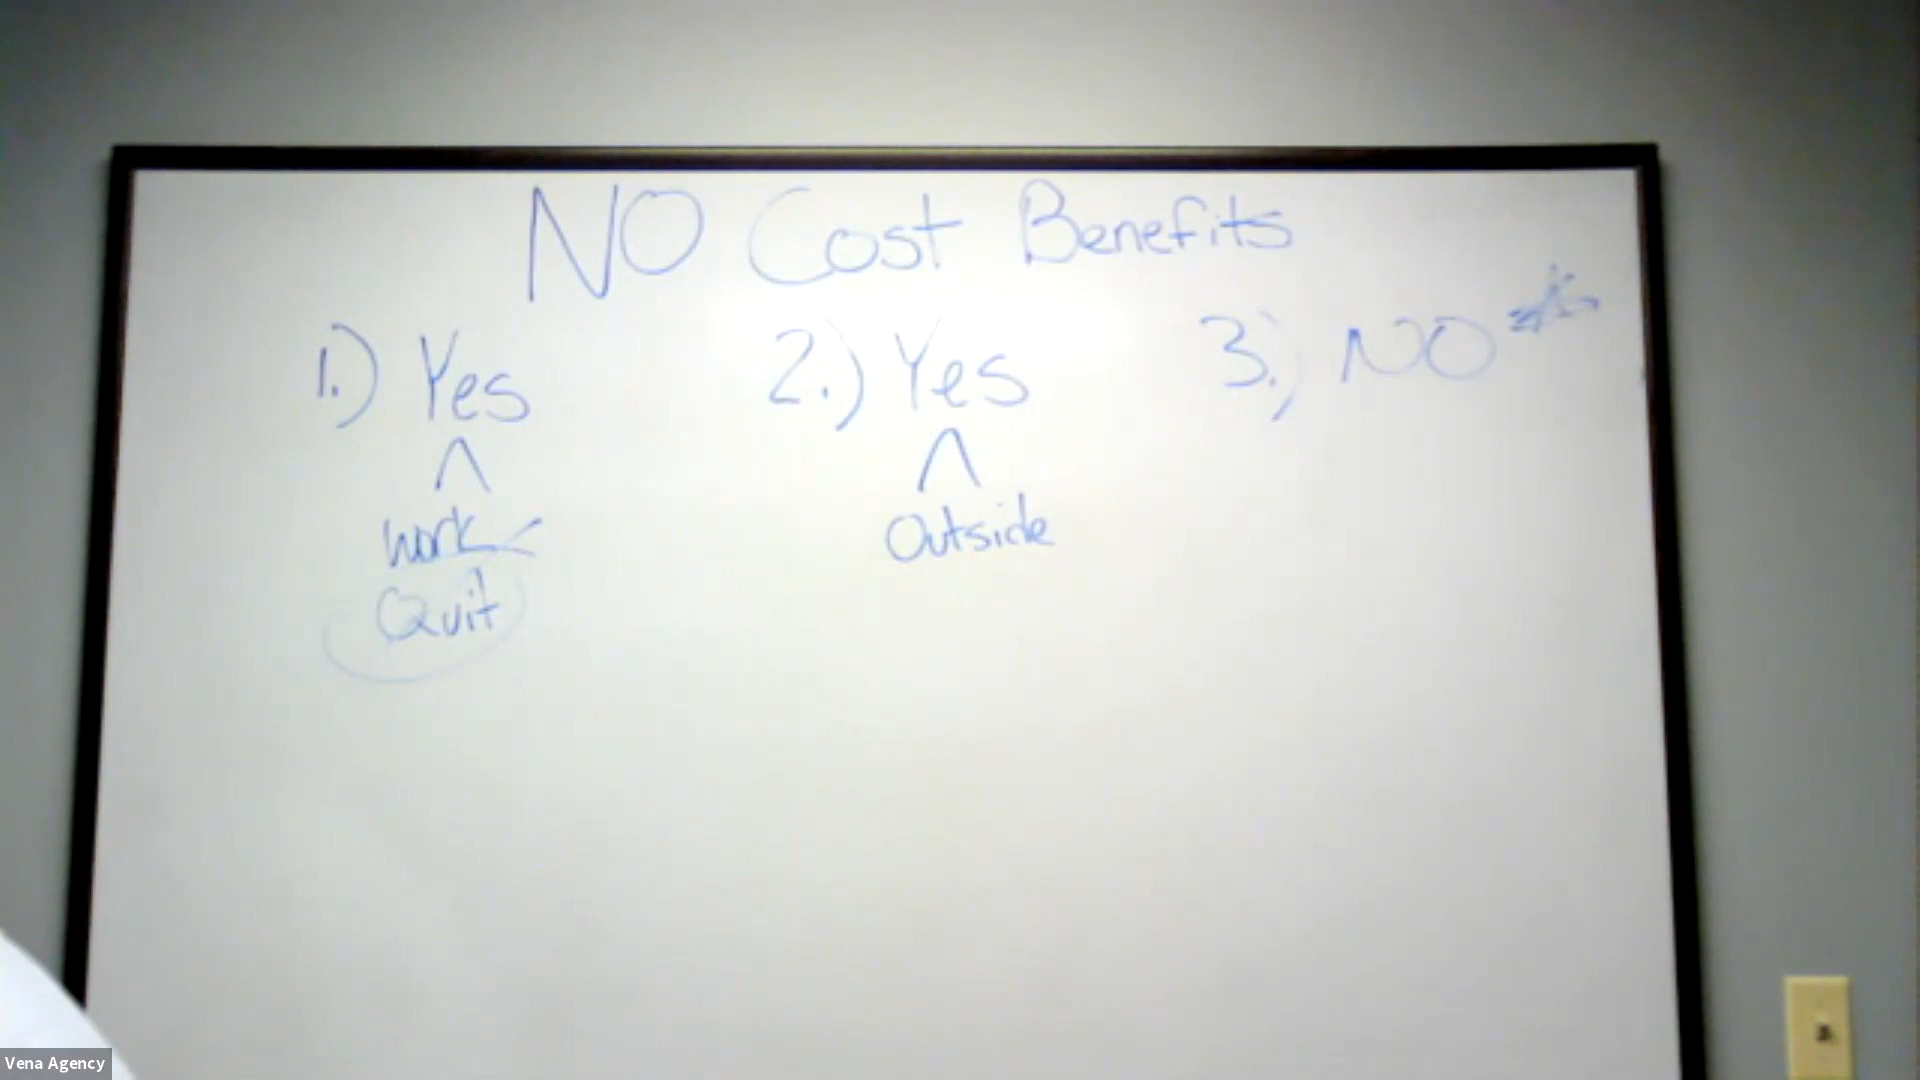 NO Cost Benefits
1.) Yes 2.) Yes 3.) NO
Work Outside
Quit
Vena Agency